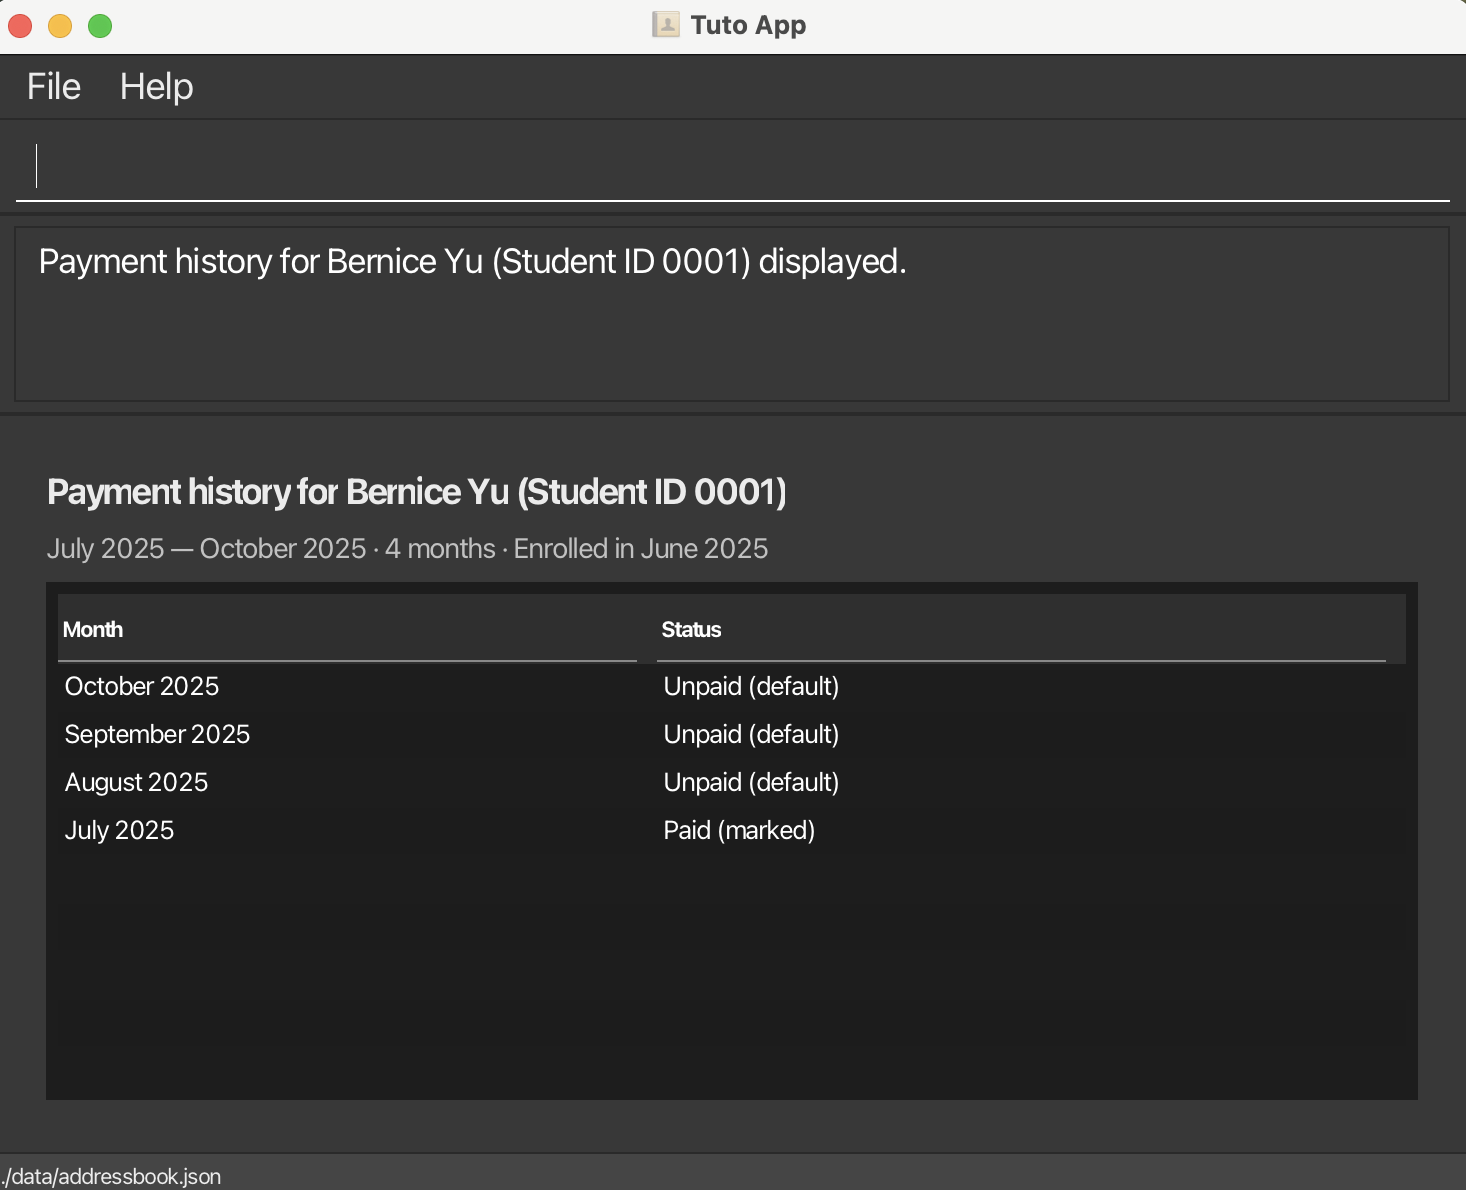 Tuto App
File Help
Payment history for Bernice Yu (Student ID 0001) displayed.
Payment history for Bernice Yu (Student ID 0001)
July 2025 — October 2025 · 4 months · Enrolled in June 2025
Month Status
October 2025 Unpaid (default)
September 2025 Unpaid (default)
August 2025 Unpaid (default)
July 2025 Paid (marked)
./data/addressbook.json